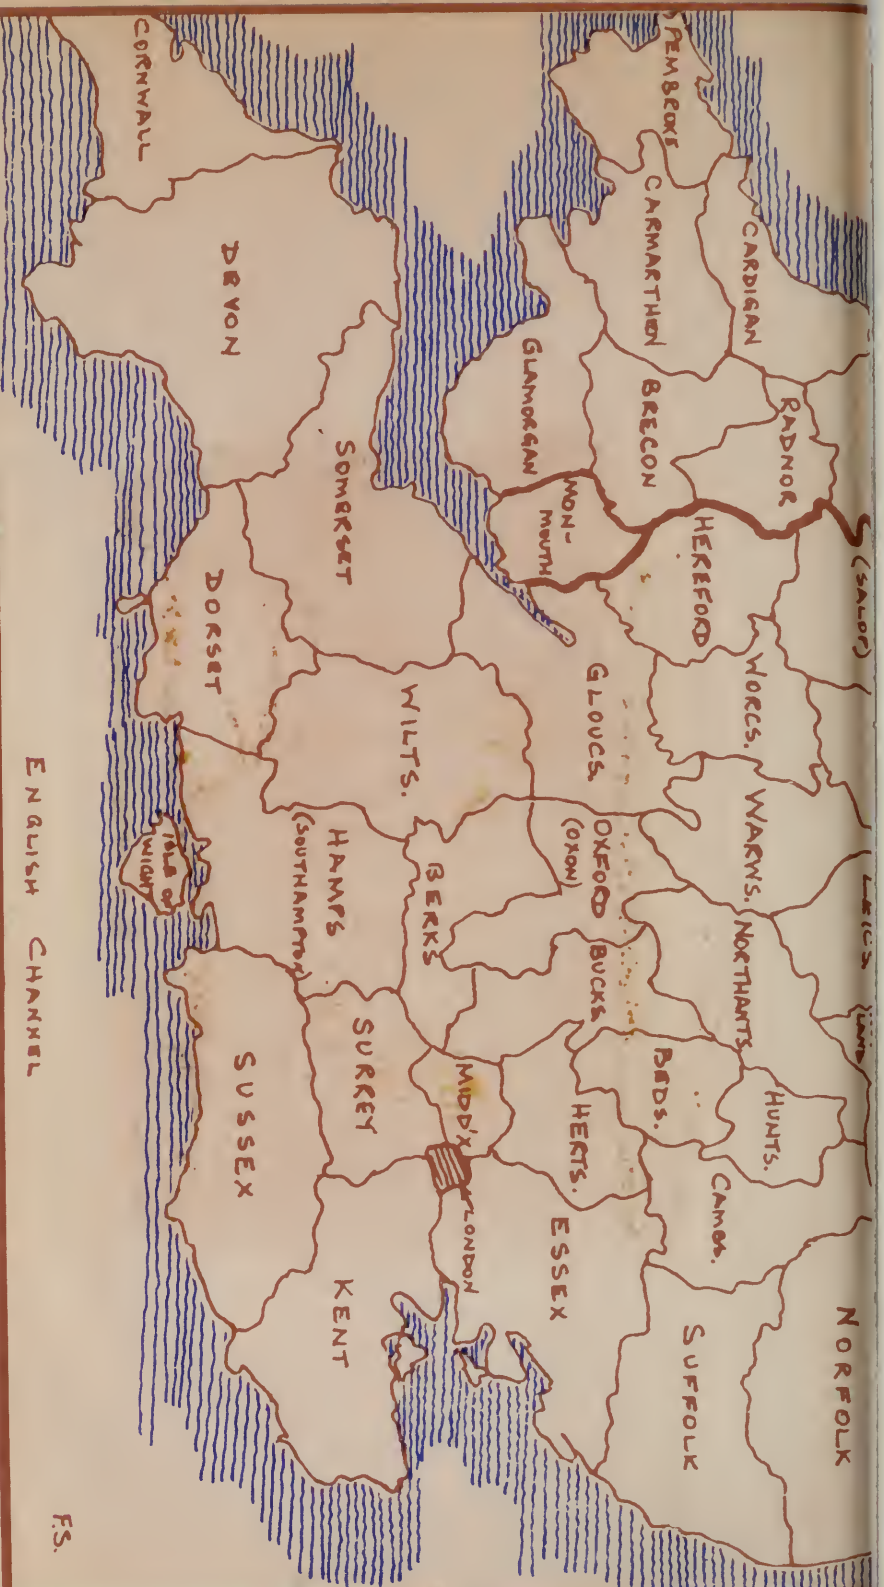 PEMBROKE
CARDIGAN
CARMARTHEN
RADNOR
BRECON
GLAMORGAN
MON-
MOUTH
HEREFORD
(SALOP)
WORCS.
WARWS.
LEICS
LAND
NORTHANTS
HUNTS.
CAMBS.
NORFOLK
SUFFOLK
GLOUCS.
OXFORD
(OXON)
BUCKS
BEDS.
HERTS.
ESSEX
MIDD'X
LONDON
CORNWALL
DEVON
SOMERSET
DORSET
WILTS.
BERKS
HAMPS
(SOUTHAMPTON)
ISLE OF
WIGHT
SURREY
SUSSEX
KENT
ENGLISH CHANNEL
F.S.